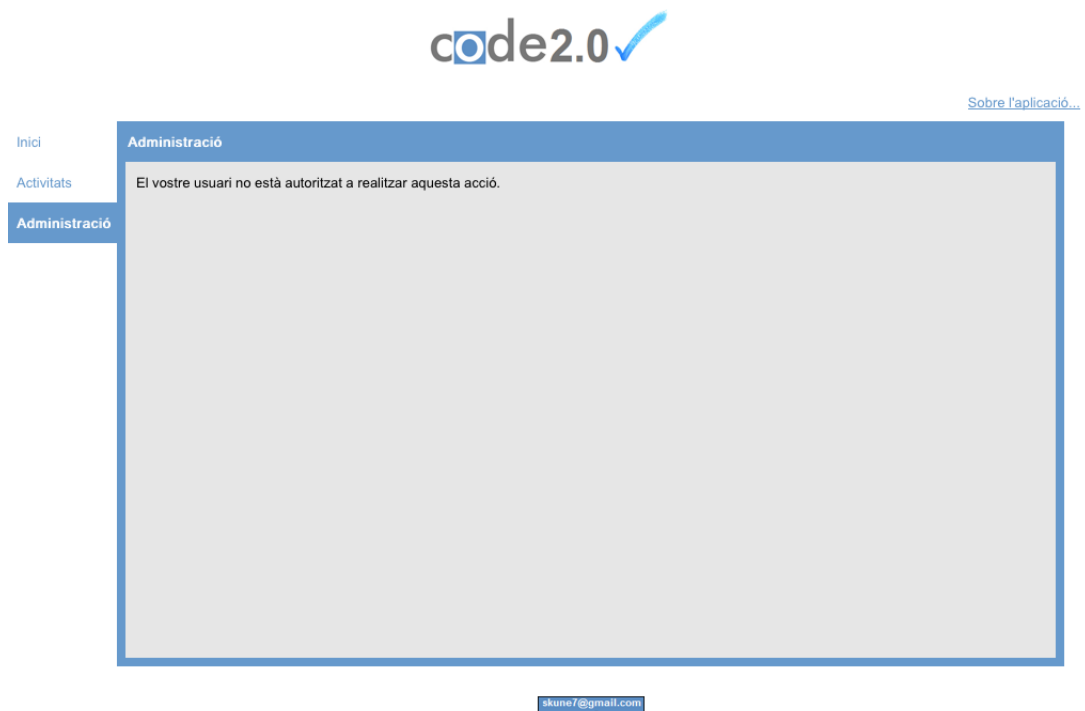 code2.0
Sobre l'aplicació...
Inici
Administració
Activitats
El vostre usuari no està autoritzat a realitzar aquesta acció.
Administració
skune7@gmail.com